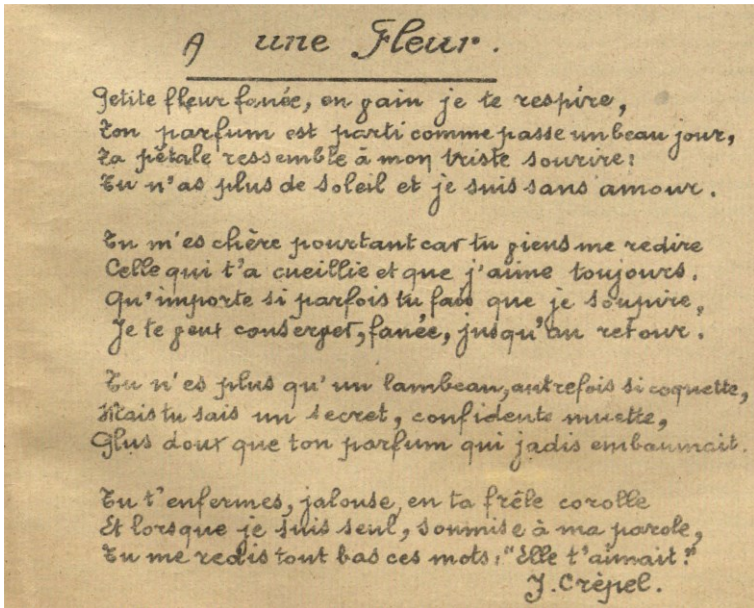 A une Fleur.
Petite fleur fanée, en vain je te respire,
Ton parfum est parti comme passe un beau jour,
Ta pétale ressemble à mon triste sourire:
Tu n'as plus de soleil et je suis sans amour.
Tu m'es chère pourtant car tu viens me redire
Celle qui t'a cueillie et que j'aime toujours.
Qu'importe si parfois tu fais que je soupire,
Je te veux conserver, fanée, jusqu'au retour.
Tu n'es plus qu'un lambeau, autrefois si coquette,
Mais tu sais un secret, confidente muette,
Plus doux que ton parfum qui jadis embaumait.
Tu t'enfermes, jalouse, en ta frêle corolle
Et lorsque je suis seul, soumise à ma parole,
Tu me redis tout bas ces mots: "Elle t'aimait!"
J. Crépel.